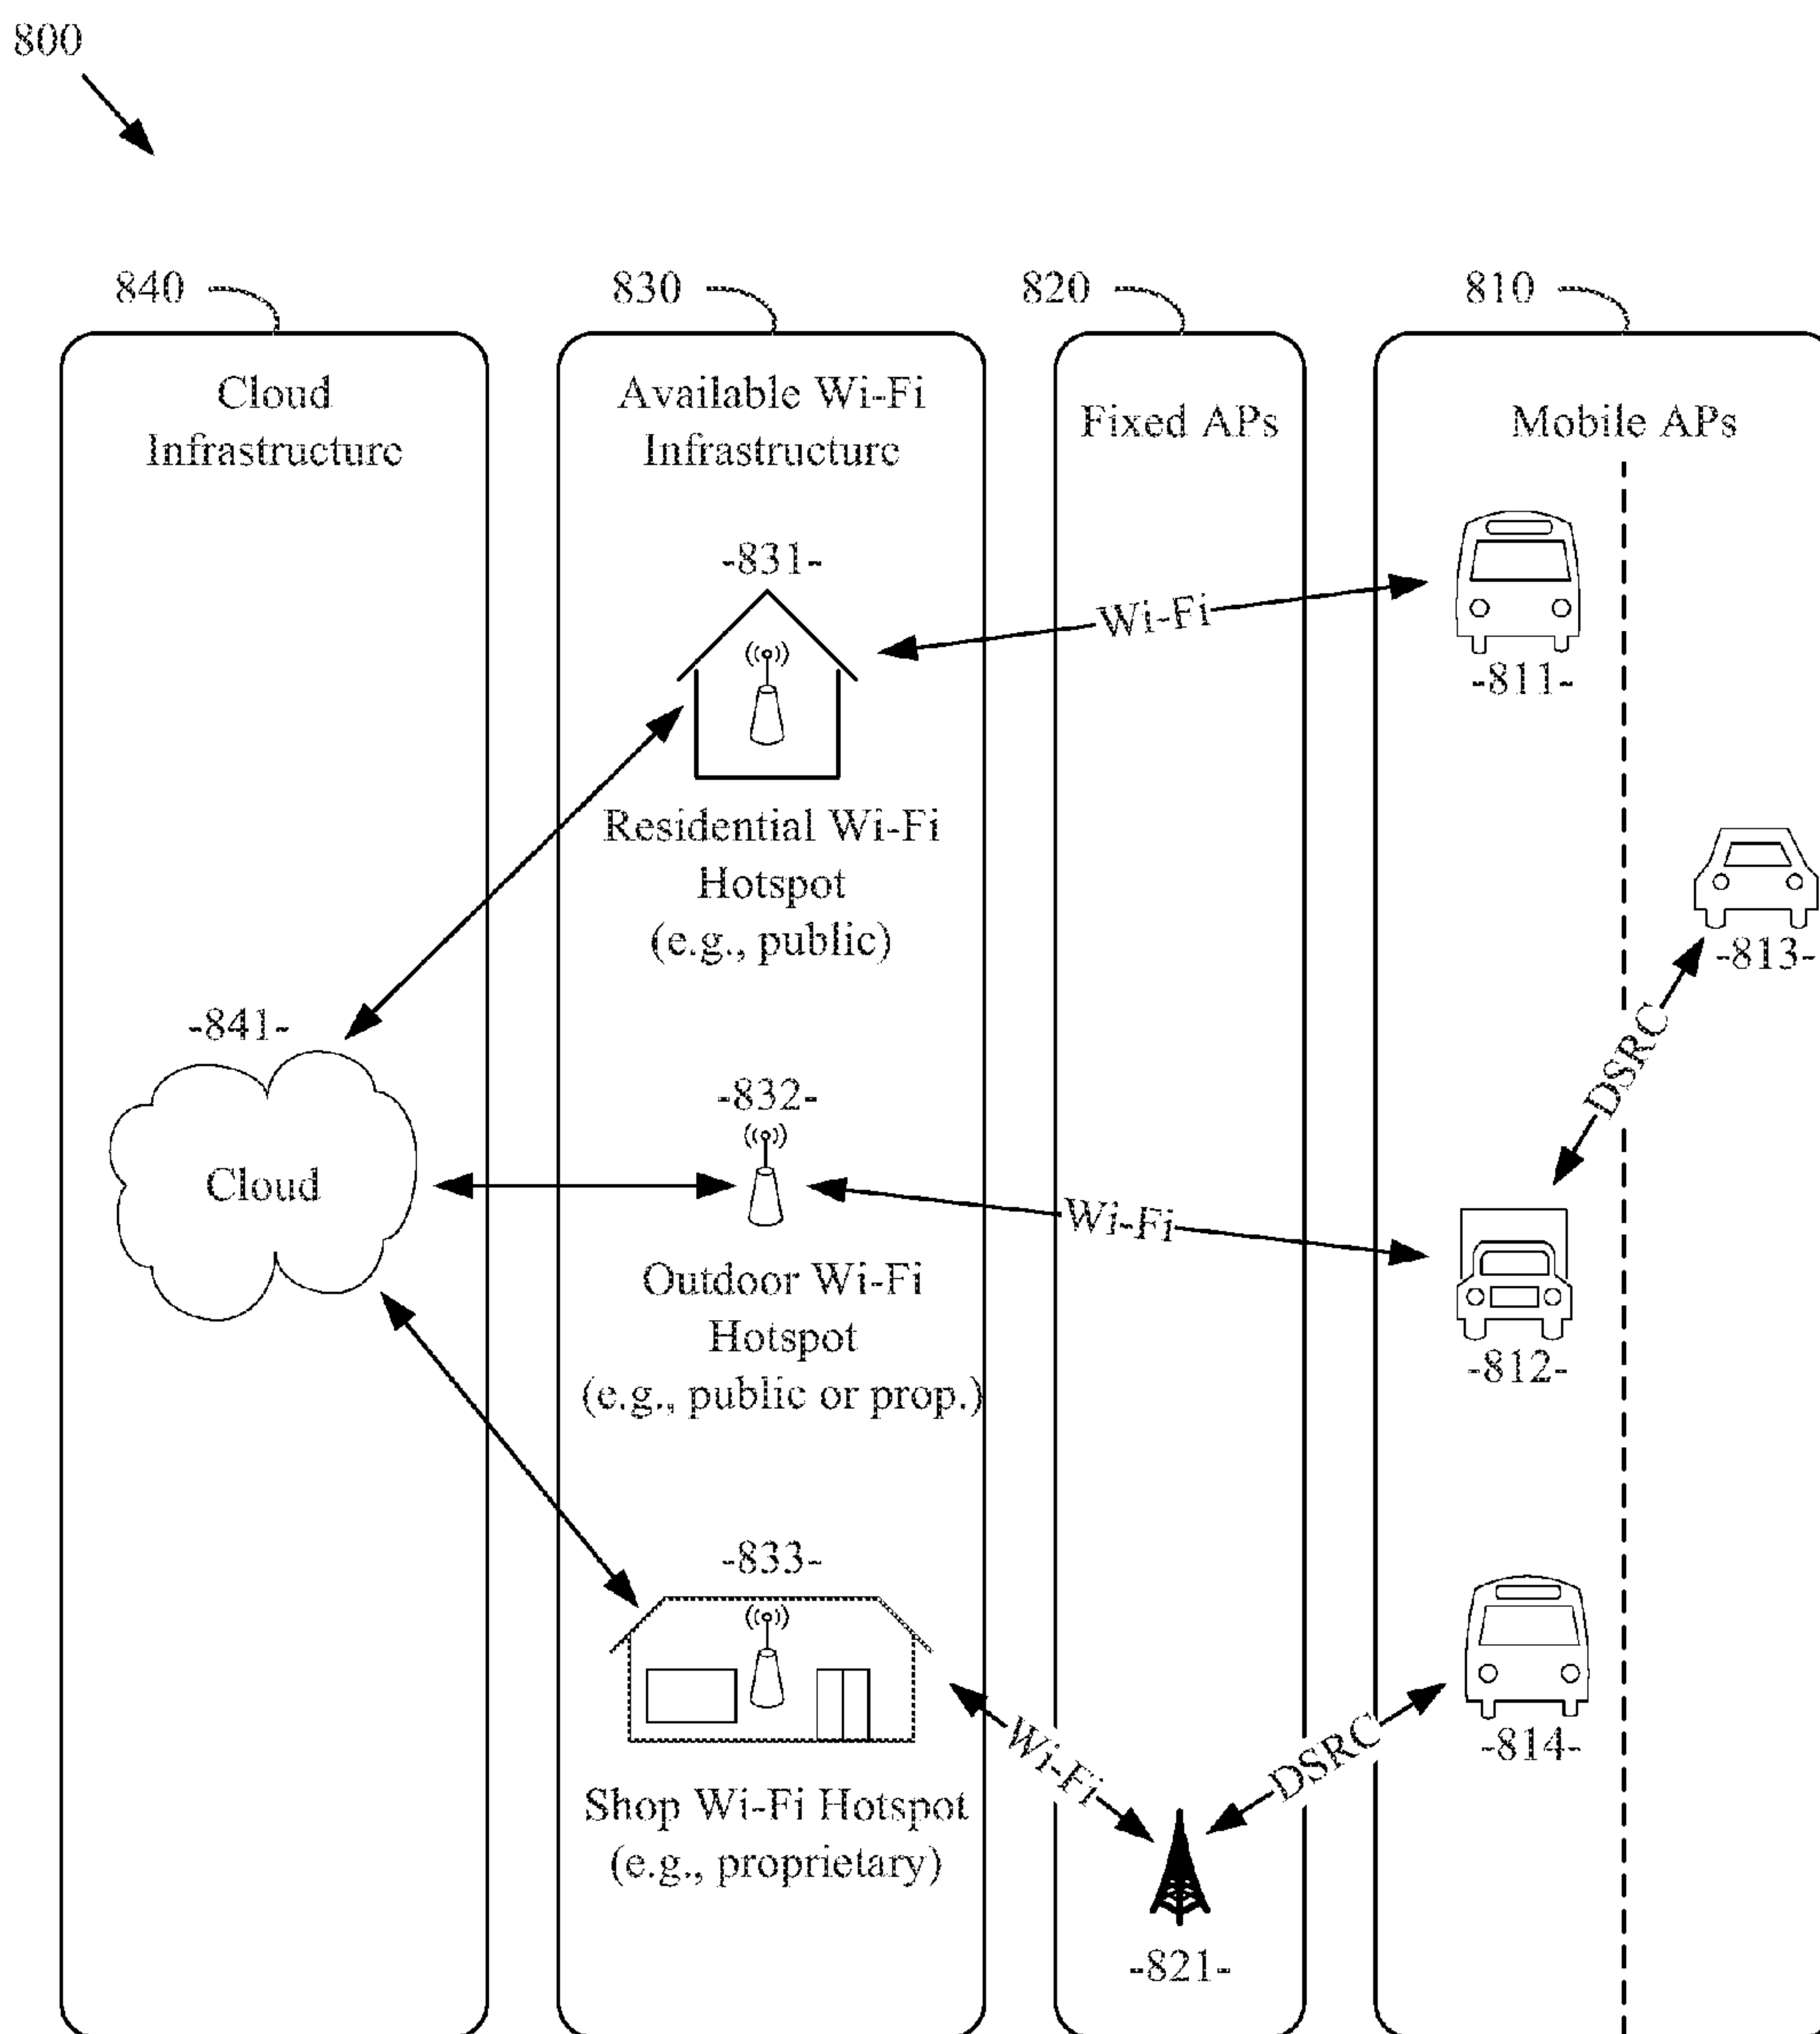 800
840
830
820
810
Cloud
Infrastructure
Available Wi-Fi
Infrastructure
Fixed APs
Mobile APs
-831-
Wi-Fi
-811-
Residential Wi-Fi
Hotspot
(e.g., public)
-813-
DSRC
-841-
Cloud
-832-
Wi-Fi
Outdoor Wi-Fi
Hotspot
(e.g., public or prop.)
-812-
-833-
Wi-Fi
DSRC
-814-
Shop Wi-Fi Hotspot
(e.g., proprietary)
-821-